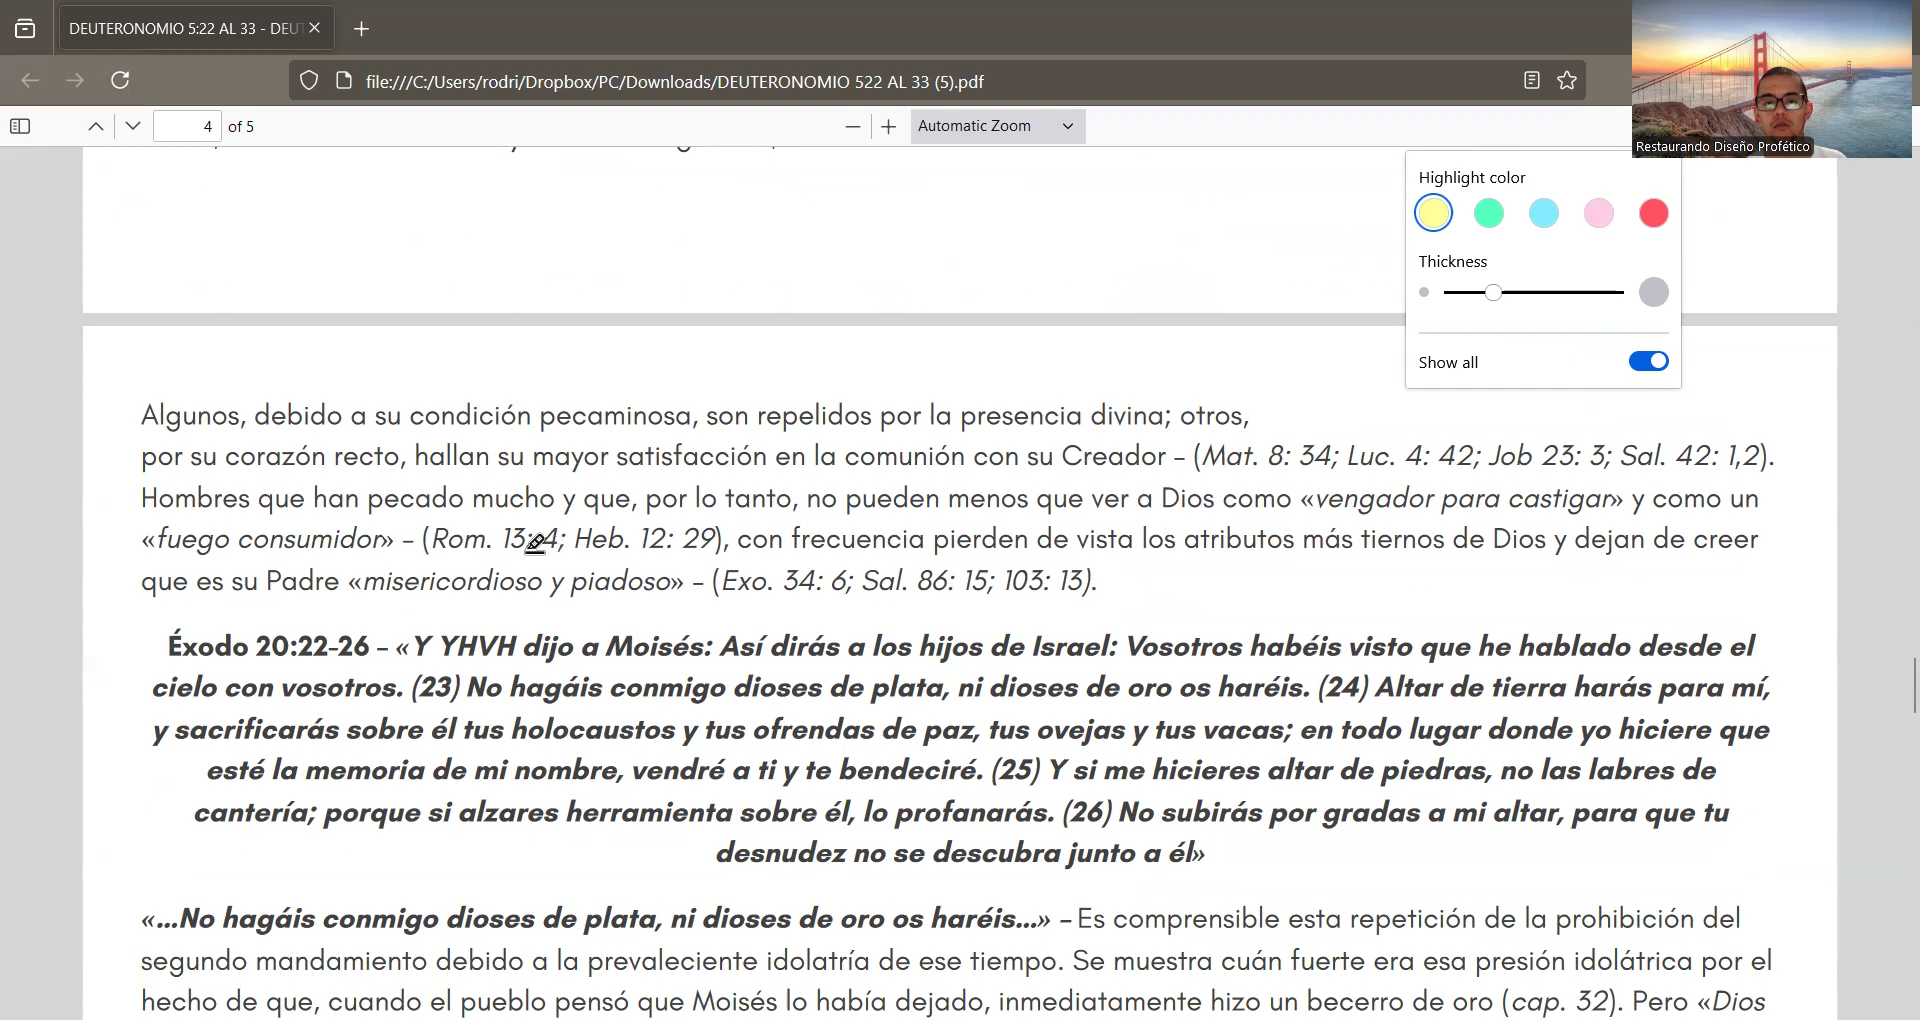 DEUTERONOMIO 5:22 AL 33 - DEUT
file:///C:/Users/rodri/Dropbox/PC/Downloads/DEUTERONOMIO 522 AL 33 (5).pdf
4 of 5
Automatic Zoom
Restaurando Diseño Profético
Highlight color
Thickness
Show all
Algunos, debido a su condición pecaminosa, son repelidos por la presencia divina; otros,
por su corazón recto, hallan su mayor satisfacción en la comunión con su Creador – (Mat. 8: 34; Luc. 4: 42; Job 23: 3; Sal. 42: 1,2).
Hombres que han pecado mucho y que, por lo tanto, no pueden menos que ver a Dios como «vengador para castigar» y como un
«fuego consumidor» – (Rom. 13: 4; Heb. 12: 29), con frecuencia pierden de vista los atributos más tiernos de Dios y dejan de creer
que es su Padre «misericordioso y piadoso» – (Exo. 34: 6; Sal. 86: 15; 103: 13).
Éxodo 20:22-26 – «Y YHVH dijo a Moisés: Así dirás a los hijos de Israel: Vosotros habéis visto que he hablado desde el
cielo con vosotros. (23) No hagáis conmigo dioses de plata, ni dioses de oro os haréis. (24) Altar de tierra harás para mí,
y sacrificarás sobre él tus holocaustos y tus ofrendas de paz, tus ovejas y tus vacas; en todo lugar donde yo hiciere que
esté la memoria de mi nombre, vendré a ti y te bendeciré. (25) Y si me hicieres altar de piedras, no las labres de
cantería; porque si alzares herramienta sobre él, lo profanarás. (26) No subirás por gradas a mi altar, para que tu
desnudez no se descubra junto a él»
«...No hagáis conmigo dioses de plata, ni dioses de oro os haréis...» – Es comprensible esta repetición de la prohibición del
segundo mandamiento debido a la prevaleciente idolatría de ese tiempo. Se muestra cuán fuerte era esa presión idolátrica por el
hecho de que, cuando el pueblo pensó que Moisés lo había dejado, inmediatamente hizo un becerro de oro (cap. 32). Pero «Dios